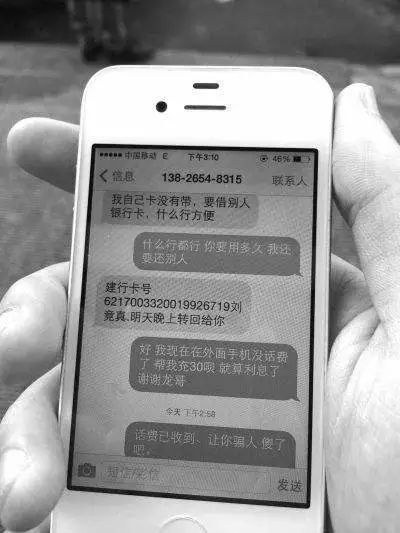 中国移动 E 下午3:10 46%
信息 138-2654-8315 联系人
我自己卡没有带，要借别人
银行卡，什么行方便
什么行都行 你要用多久 我还
要还别人
建行卡号
6217003320019926719刘
竞真.明天晚上转回给你
好 我现在在外面手机没话费
了 帮我充30呗 就算利息了
谢谢龙哥
今天 下午2:58
话费已收到、让你骗人 傻了
吧，
短信/彩信 发送